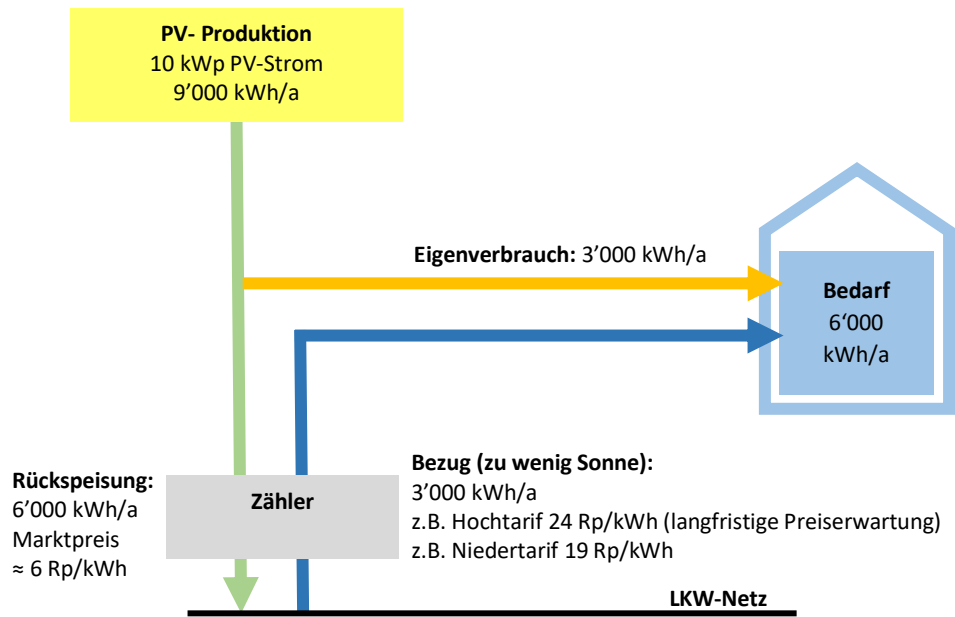 PV- Produktion
10 kWp PV-Strom
9’000 kWh/a
Eigenverbrauch: 3’000 kWh/a
Bedarf
6‘000
kWh/a
Rückspeisung:
6’000 kWh/a
Marktpreis
≈ 6 Rp/kWh
Zähler
Bezug (zu wenig Sonne):
3’000 kWh/a
z.B. Hochtarif 24 Rp/kWh (langfristige Preiserwartung)
z.B. Niedertarif 19 Rp/kWh
LKW-Netz